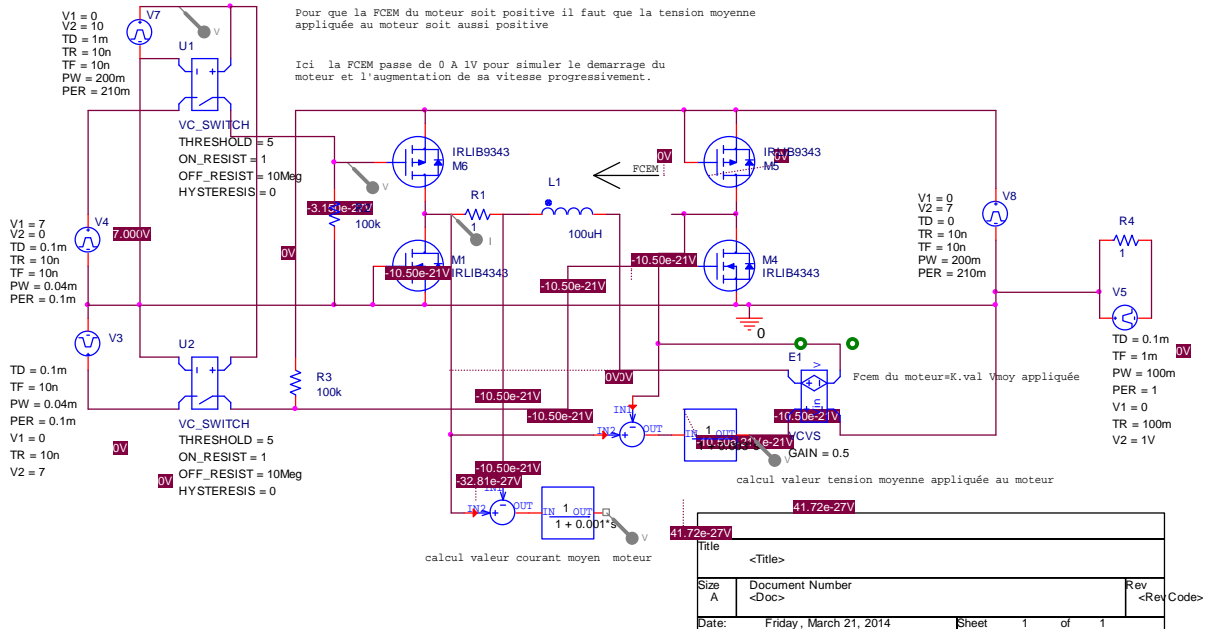 Pour que la FCEM du moteur soit positive il faut que la tension moyenne
appliquée au moteur soit aussi positive
Ici la FCEM passe de 0 A 1V pour simuler le demarrage du
moteur et l'augmentation de sa vitesse progressivement.
V1 = 0
V2 = 10
TD = 1m
TR = 10n
TF = 10n
PW = 200m
PER = 210m
V7
V
U1
VC_SWITCH
THRESHOLD = 5
ON_RESIST = 1
OFF_RESIST = 10Meg
HYSTERESIS = 0
IRLIB9343
M6
IRLIB9343
M5
0V
0V
FCEM
V
R1
1
L1
100uH
-3.150e-27V
100k
V1 = 7
V2 = 0
TD = 0.1m
TR = 10n
TF = 10n
PW = 0.04m
PER = 0.1m
V4
7.000V
0V
I
M1
IRLIB4343
-10.50e-21V
-10.50e-21V
-10.50e-21V
M4
IRLIB4343
V1 = 0
V2 = 7
TD = 0
TR = 10n
TF = 10n
PW = 200m
PER = 210m
V8
R4
1
V5
TD = 0.1m
TF = 1m
PW = 100m
PER = 1
V1 = 0
TR = 100m
V2 = 1V
0V
0
V3
TD = 0.1m
TF = 10n
PW = 0.04m
PER = 0.1m
V1 = 0
TR = 10n
V2 = 7
0V
0V
U2
VC_SWITCH
THRESHOLD = 5
ON_RESIST = 1
OFF_RESIST = 10Meg
HYSTERESIS = 0
R3
100k
E1
V
in
VCVS
GAIN = 0.5
Fcem du moteur=K.val Vmoy appliquée
-10.50e-21V
-10.50e-21V
-10.50e-21V
IN1
IN2
OUT
IN
1
OUT
V
calcul valeur tension moyenne appliquée au moteur
-10.50e-21V
-32.81e-27V
IN2
OUT
IN
1
OUT
1 + 0.001*s
V
calcul valeur courant moyen moteur
41.72e-27V
41.72e-27V
Title
<Title>
Size
A
Document Number
<Doc>
Rev
<RevCode>
Date:
Friday, March 21, 2014
Sheet
1
of
1